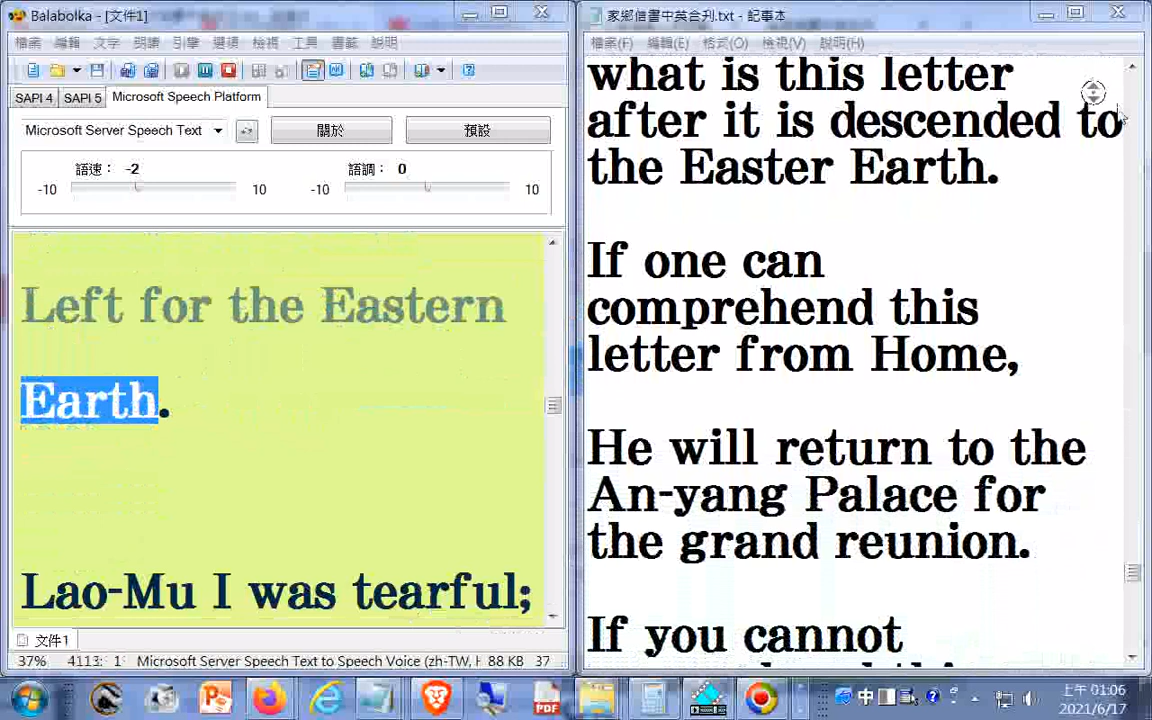 Balabolka - [文件1]
檔案 編輯 文字 朗讀 引擎 選項 檢視 工具 書籤 說明
SAPI 4 SAPI 5 Microsoft Speech Platform
Microsoft Server Speech Text 關於 預設
語速： -2 語調： 0
-10 10 -10 10
Left for the Eastern
Earth.
Lao-Mu I was tearful;
文件1
37% 4113: 1 Microsoft Server Speech Text to Speech Voice (zh-TW, H 88 KB 37
家鄉信書中英合刋.txt - 記事本
檔案(F) 編輯(E) 格式(O) 檢視(V) 說明(H)
what is this letter
after it is descended to
the Easter Earth.
If one can
comprehend this
letter from Home,
He will return to the
An-yang Palace for
the grand reunion.
If you cannot
中
上午 01:06
2021/6/17